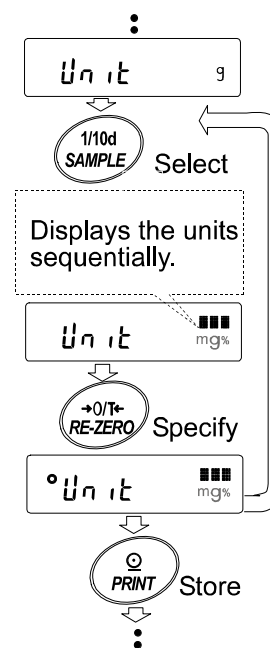 Unit g
1/10d
SAMPLE Select
Displays the units
sequentially.
Unit mg%
→0/T←
RE-ZERO Specify
°Unit mg%
PRINT Store